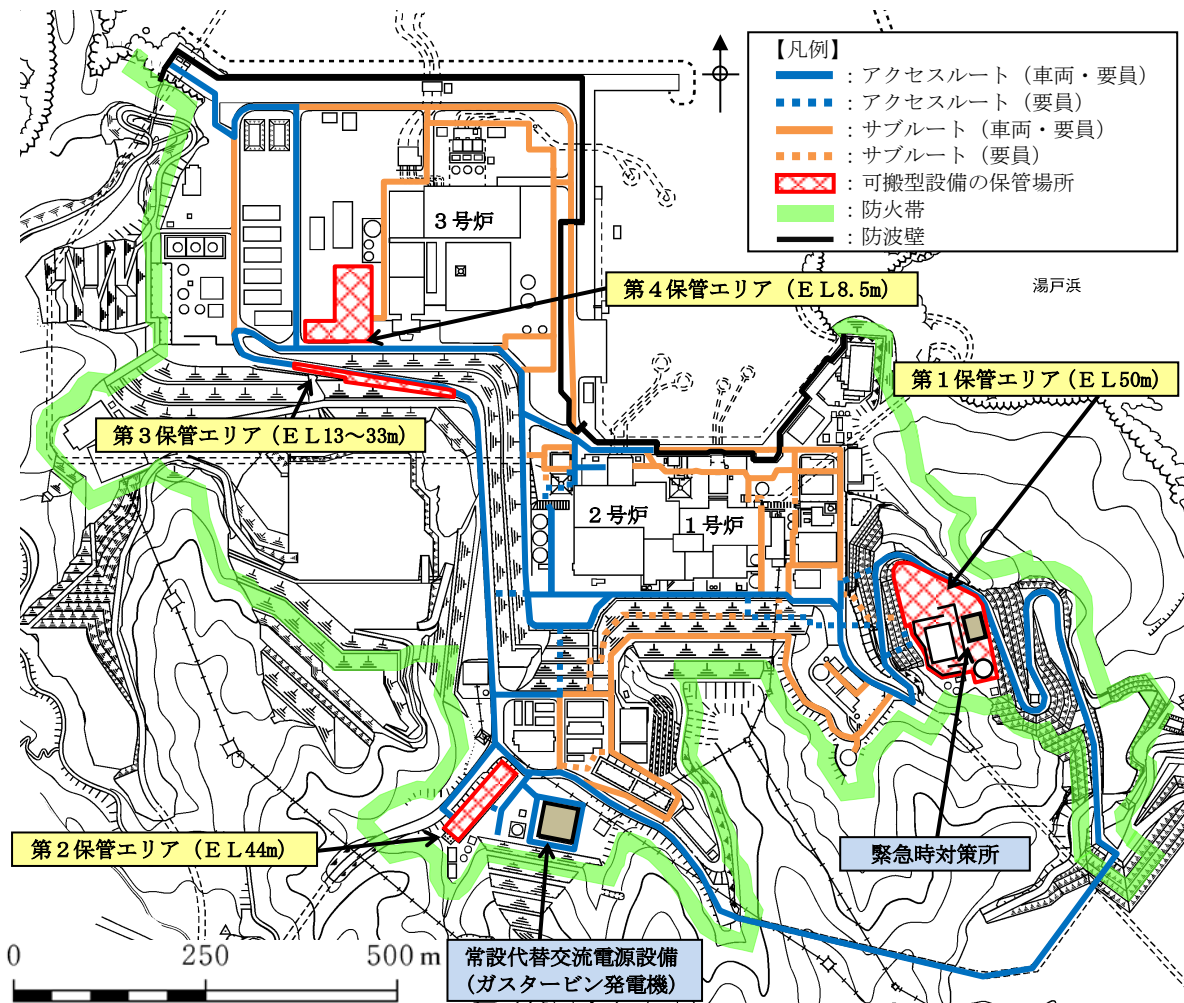 【凡例】
：アクセスルート（車両・要員）
：アクセスルート（要員）
：サブルート（車両・要員）
：サブルート（要員）
：可搬型設備の保管場所
：防火帯
：防波壁
３号炉
湯戸浜
第４保管エリア（ＥＬ8.5m）
第１保管エリア（ＥＬ50m）
第３保管エリア（ＥＬ13～33m）
２号炉
１号炉
第２保管エリア（ＥＬ44m）
緊急時対策所
常設代替交流電源設備
（ガスタービン発電機）
0 250 500 m